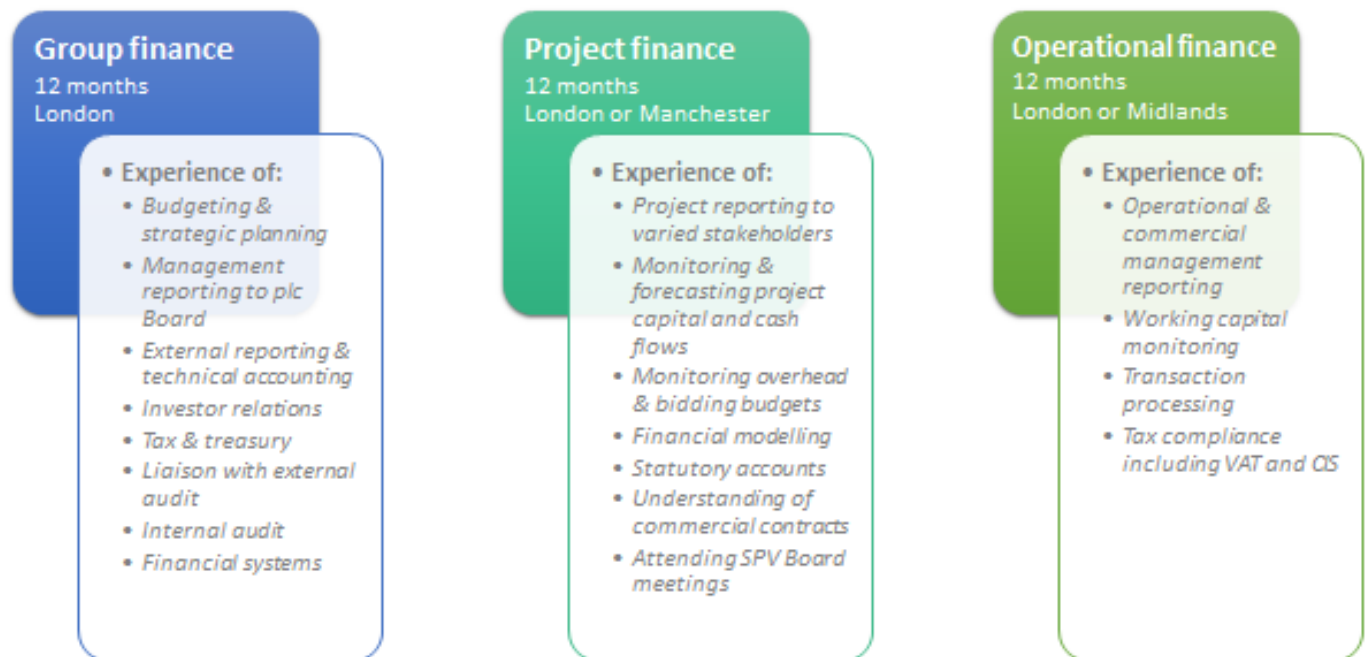 Group finance
12 months
London
• Experience of:
• Budgeting &
strategic planning
• Management
reporting to plc
Board
• External reporting &
technical accounting
• Investor relations
• Tax & treasury
• Liaison with external
audit
• Internal audit
• Financial systems
Project finance
12 months
London or Manchester
• Experience of:
• Project reporting to
varied stakeholders
• Monitoring &
forecasting project
capital and cash
flows
• Monitoring overhead
& bidding budgets
• Financial modelling
• Statutory accounts
• Understanding of
commercial contracts
• Attending SPV Board
meetings
Operational finance
12 months
London or Midlands
• Experience of:
• Operational &
commercial
management
reporting
• Working capital
monitoring
• Transaction
processing
• Tax compliance
including VAT and CIS